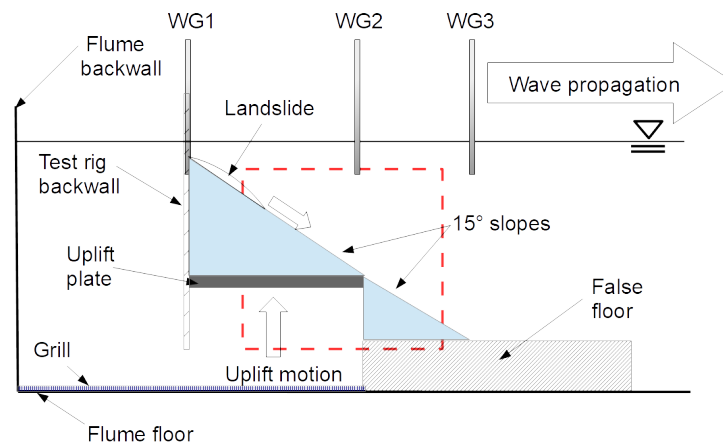 WG1
WG2
WG3
Flume
backwall
Wave propagation
Landslide
Test rig
backwall
15° slopes
Uplift
plate
False
floor
Grill
Uplift motion
Flume floor